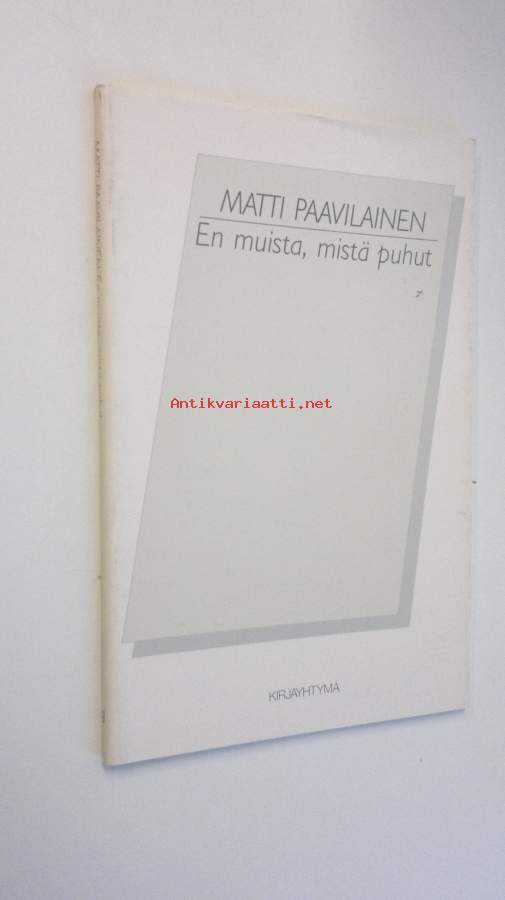 MATTI PAAVILAINEN
En muista, mistä puhut
Antikvariaatti.net
KIRJAYHTYMÄ